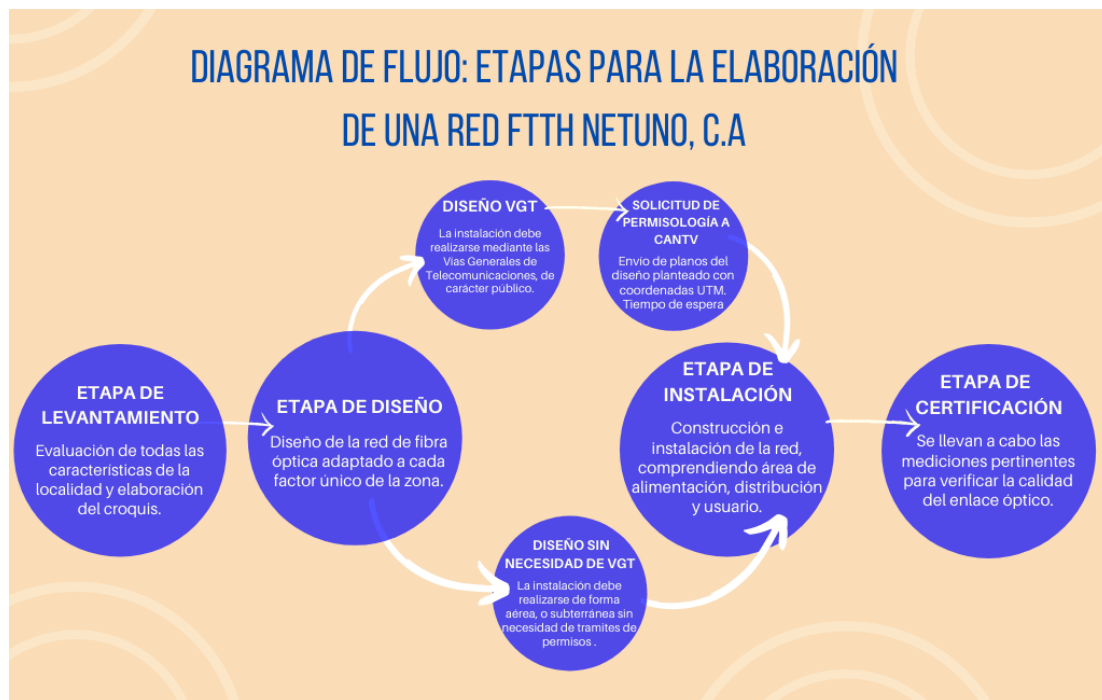 DIAGRAMA DE FLUJO: ETAPAS PARA LA ELABORACIÓN
DE UNA RED FTTH NETUNO, C.A
ETAPA DE
LEVANTAMIENTO
Evaluación de todas las
características de la
localidad y elaboración
del croquis.
ETAPA DE DISEÑO
Diseño de la red de fibra
óptica adaptado a cada
factor único de la zona.
DISEÑO VGT
La instalación debe
realizarse mediante las
Vías Generales de
Telecomunicaciones, de
carácter público.
SOLICITUD DE
PERMISOLOGÍA A
CANTV
Envío de planos del
diseño planteado con
coordenadas UTM.
Tiempo de espera
DISEÑO SIN
NECESIDAD DE VGT
La instalación debe
realizarse de forma
aérea, o subterránea sin
necesidad de tramites de
permisos .
ETAPA DE
INSTALACIÓN
Construcción e
instalación de la red,
comprendiendo área de
alimentación, distribución
y usuario.
ETAPA DE
CERTIFICACIÓN
Se llevan a cabo las
mediciones pertinentes
para verificar la calidad
del enlace óptico.